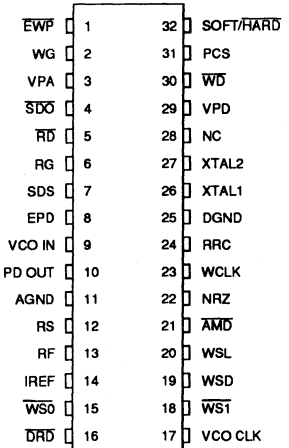 EWP 1 32 SOFT/HARD
WG 2 31 PCS
VPA 3 30 WD
SDO 4 29 VPD
RD 5 28 NC
RG 6 27 XTAL2
SDS 7 26 XTAL1
EPD 8 25 DGND
VCO IN 9 24 RRC
PD OUT 10 23 WCLK
AGND 11 22 NRZ
RS 12 21 AMD
RF 13 20 WSL
IREF 14 19 WSD
WS0 15 18 WS1
DRD 16 17 VCO CLK